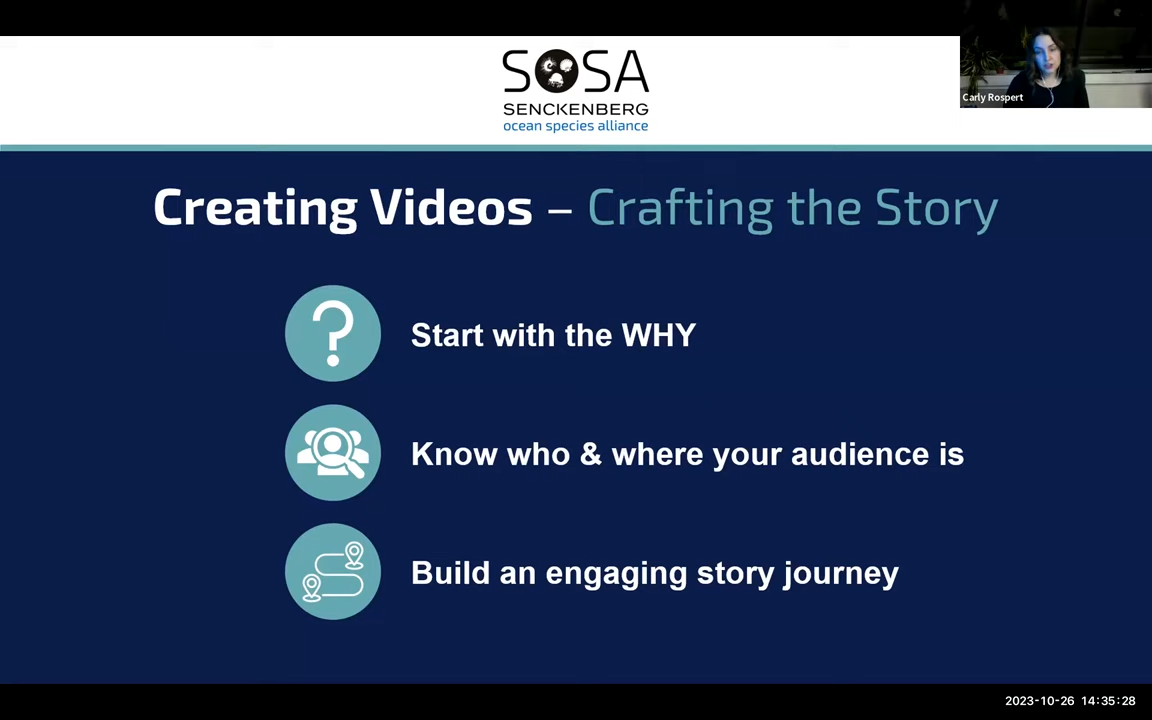 SOSA
SENCKENBERG
ocean species alliance
Carly Rospert
Creating Videos – Crafting the Story
Start with the WHY
Know who & where your audience is
Build an engaging story journey
2023-10-26 14:35:28